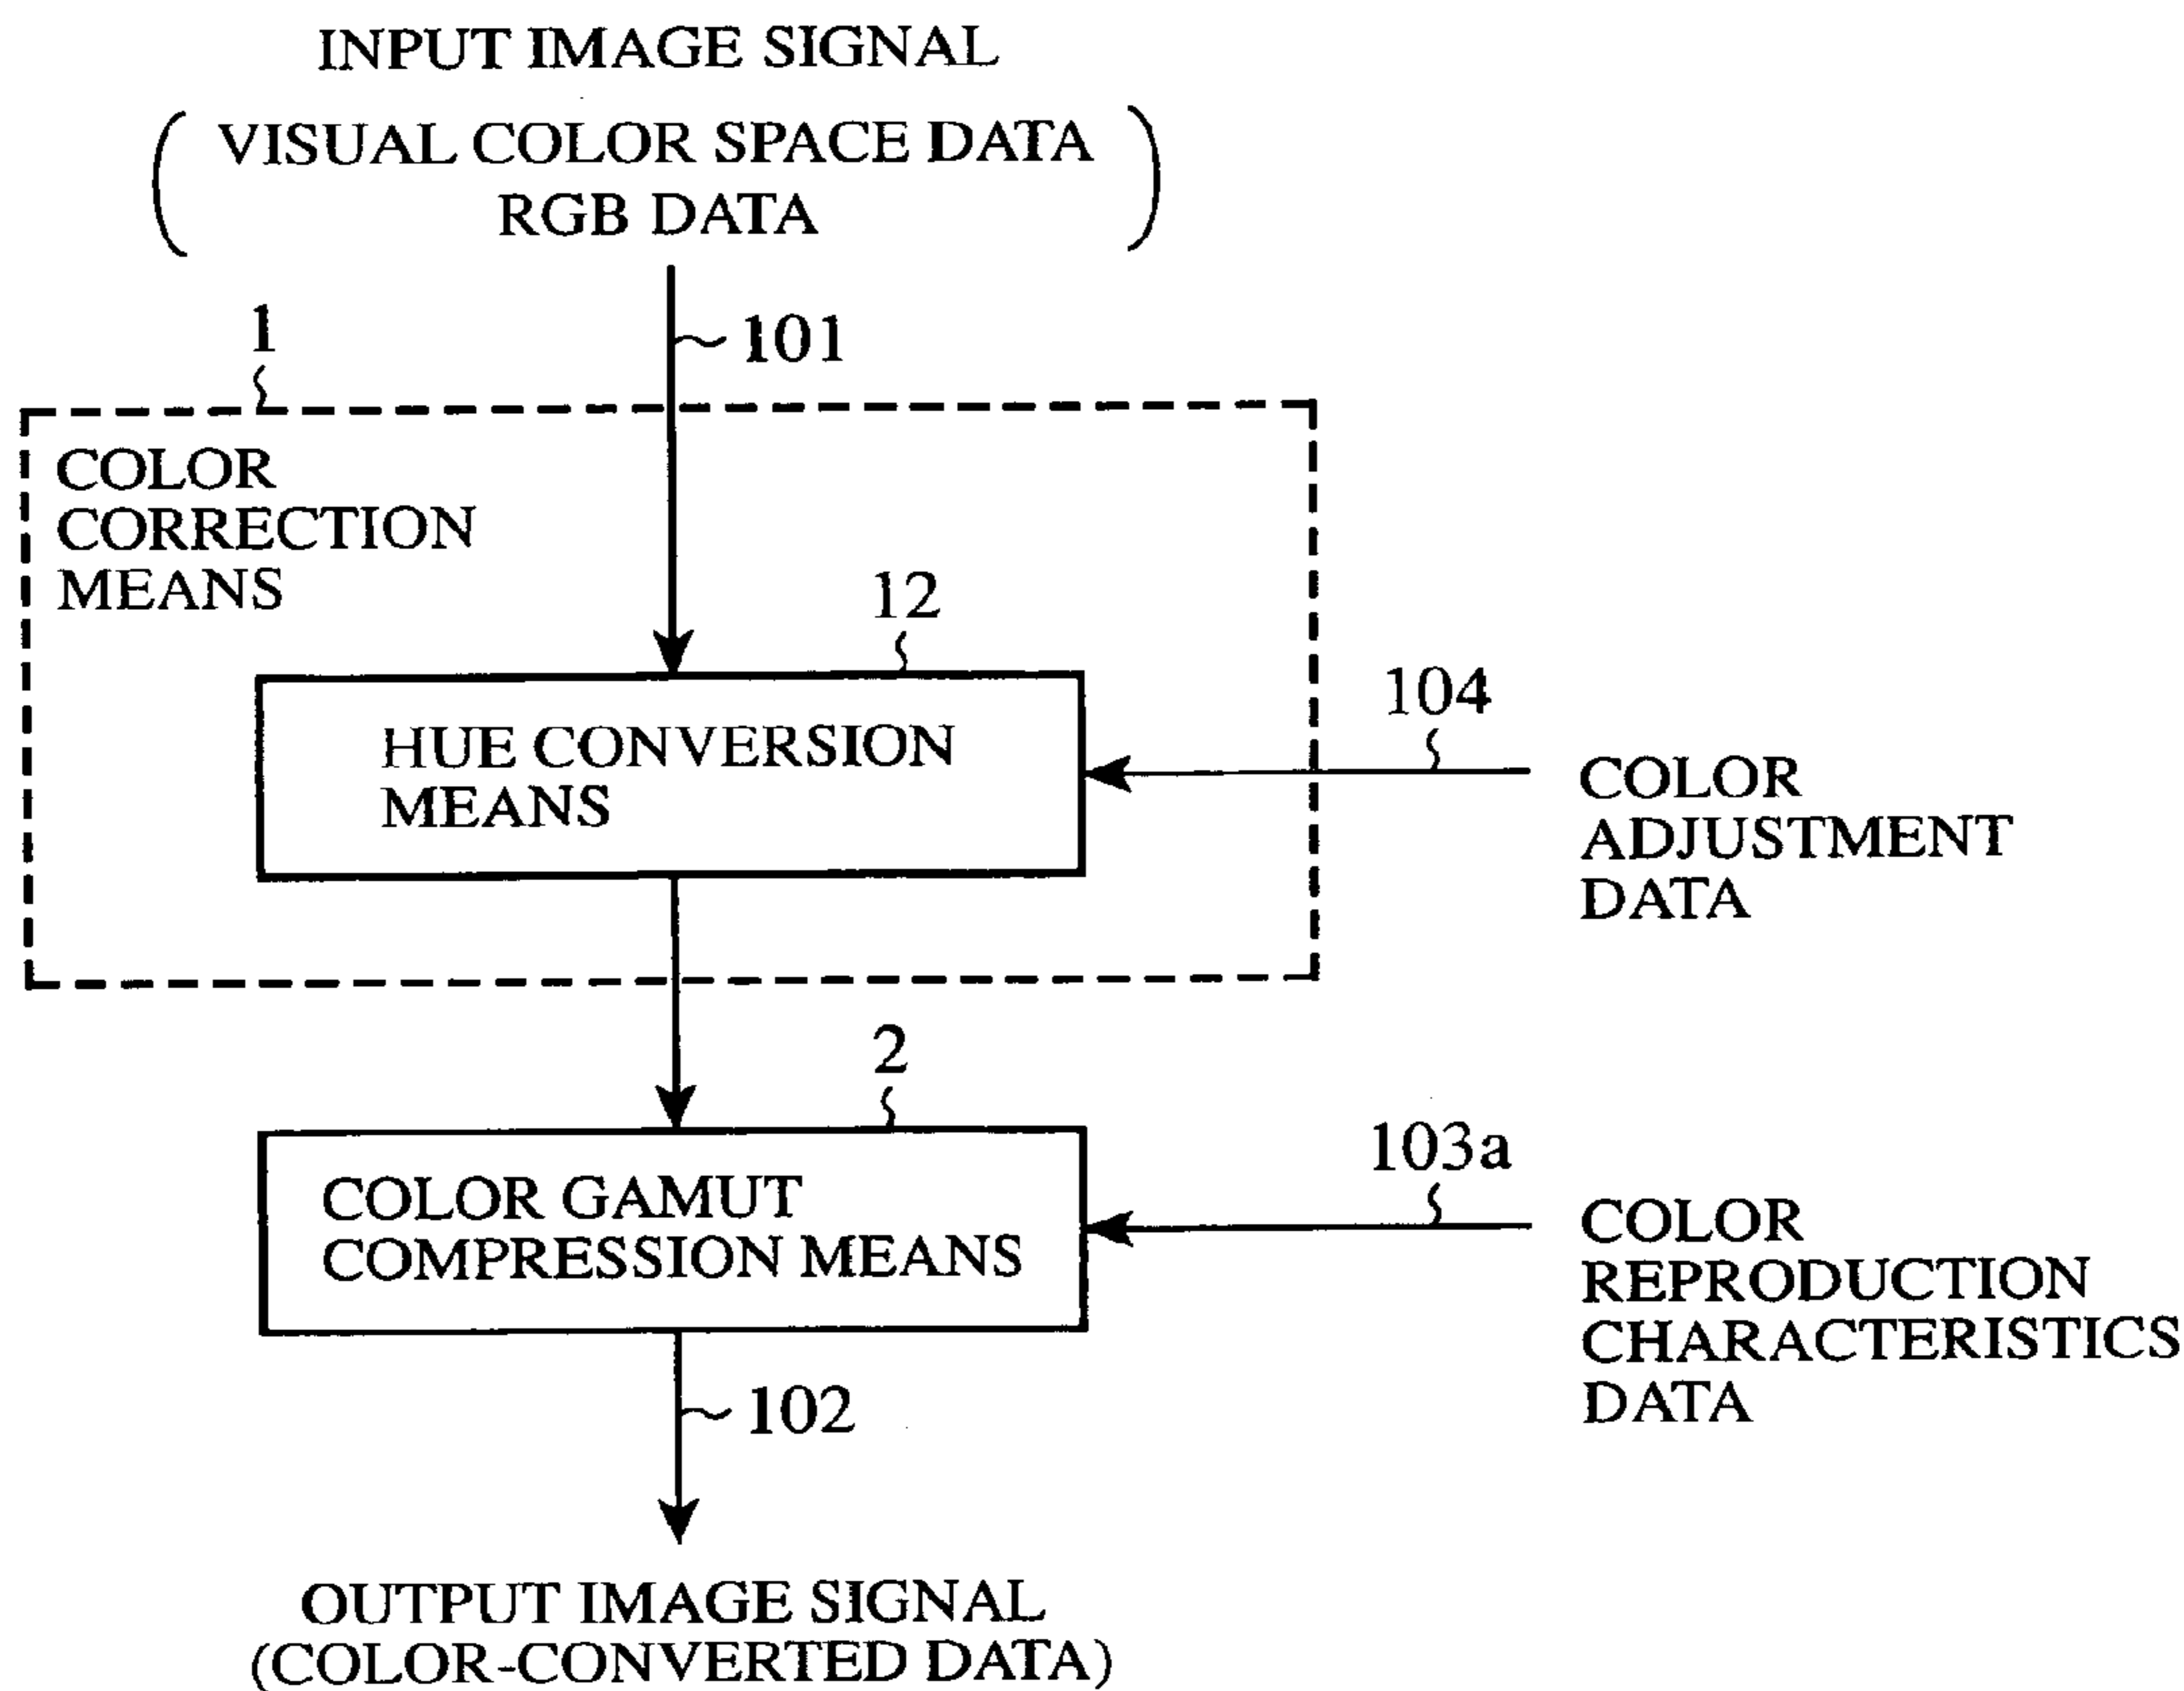 INPUT IMAGE SIGNAL
( VISUAL COLOR SPACE DATA
RGB DATA )
101
1
COLOR
CORRECTION
MEANS
12
HUE CONVERSION
MEANS
104
COLOR
ADJUSTMENT
DATA
2
COLOR GAMUT
COMPRESSION MEANS
103a
COLOR
REPRODUCTION
CHARACTERISTICS
DATA
102
OUTPUT IMAGE SIGNAL
(COLOR-CONVERTED DATA)